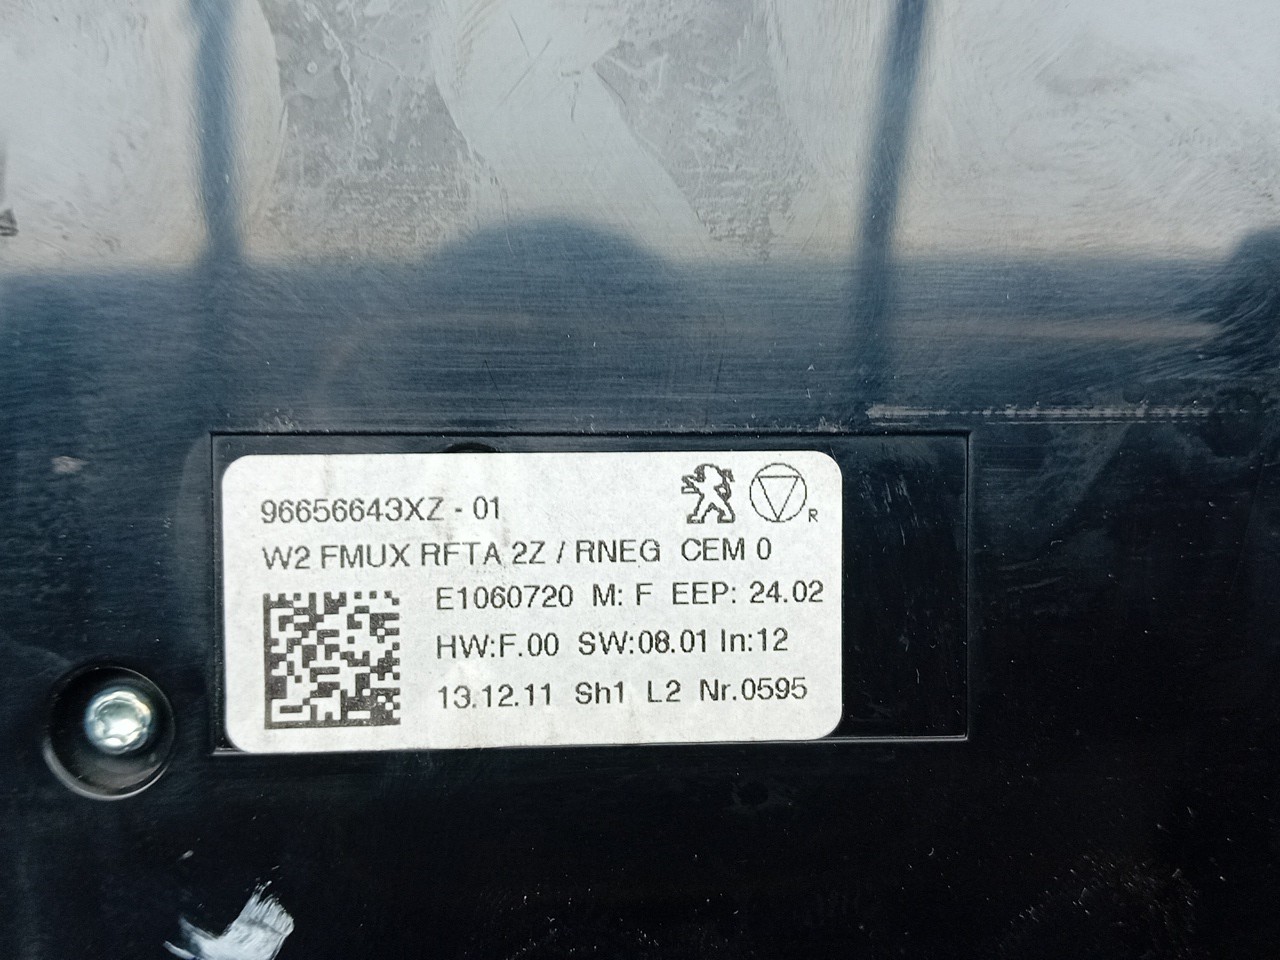 96656643XZ - 01
R
W2 FMUX RFTA 2Z / RNEG CEM 0
E1060720 M: F EEP: 24.02
HW:F.00 SW:08.01 In:12
13.12.11 Sh1 L2 Nr.0595